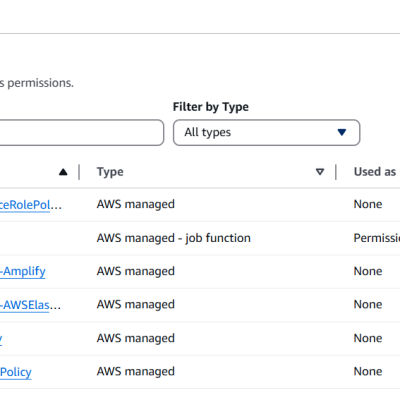 s permissions.
Filter by Type
All types
Type Used as
ceRolePol... AWS managed None
AWS managed - job function Permissi
-Amplify AWS managed None
-AWSElas... AWS managed None
AWS managed None
Policy AWS managed None